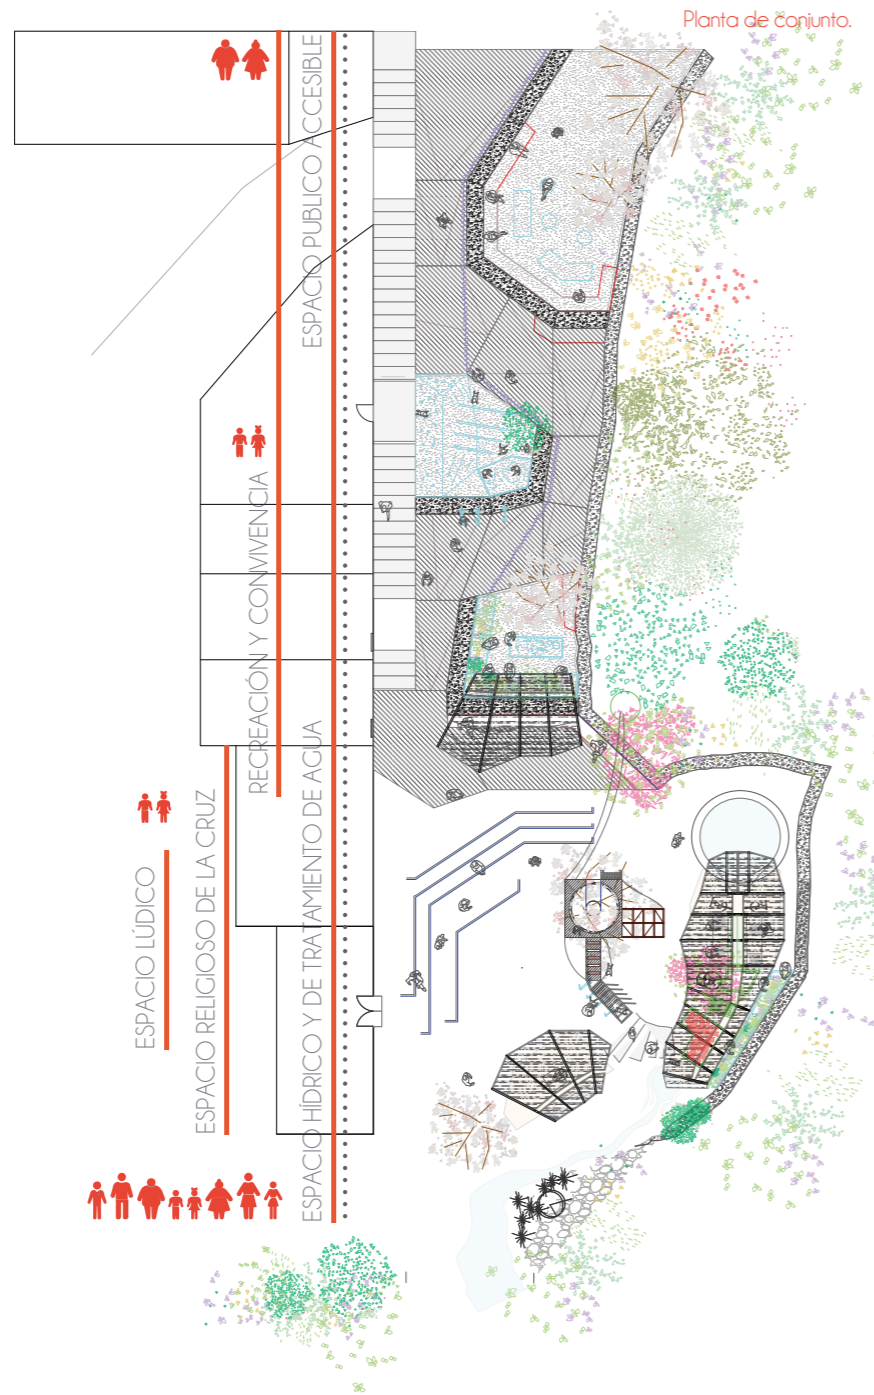 Planta de conjunto.
ESPACIO PUBLICO ACCESIBLE
RECREACIÓN Y CONVIVENCIA
ESPACIO LÚDICO
ESPACIO RELIGIOSO DE LA CRUZ
ESPACIO HÍDRICO Y DE TRATAMIENTO DE AGUA